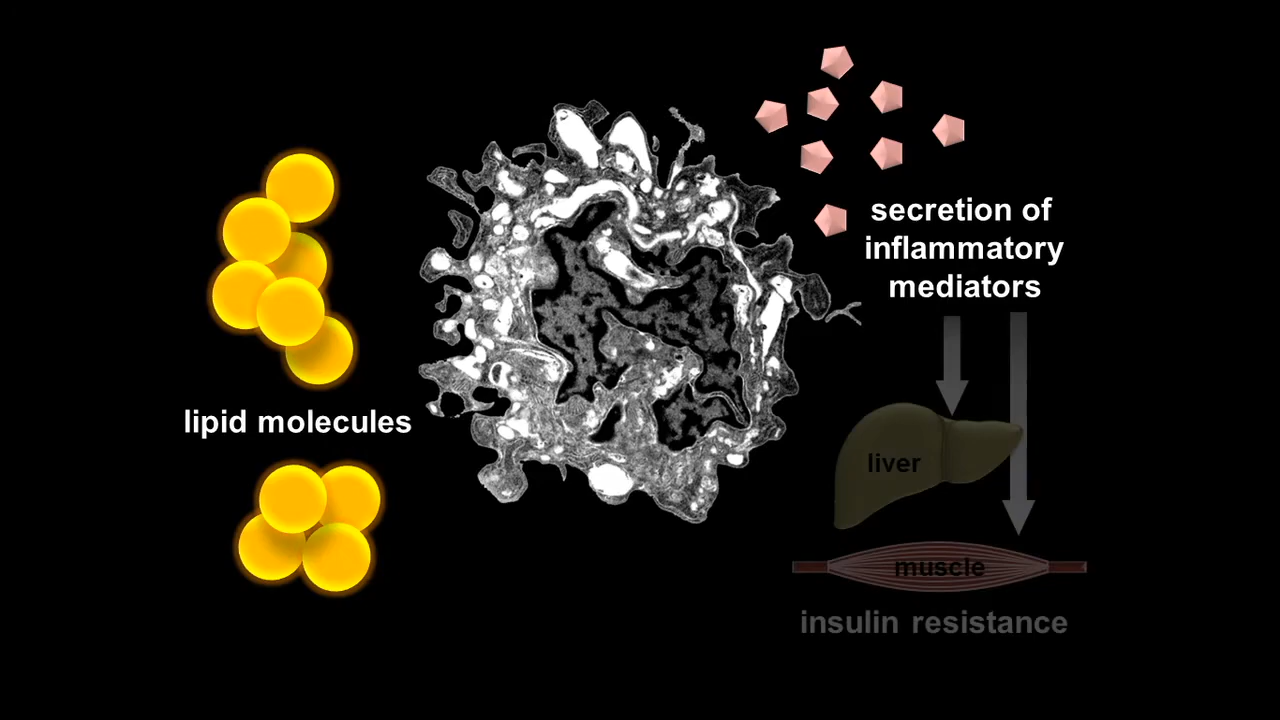 secretion of
inflammatory
mediators
lipid molecules
liver
muscle
insulin resistance